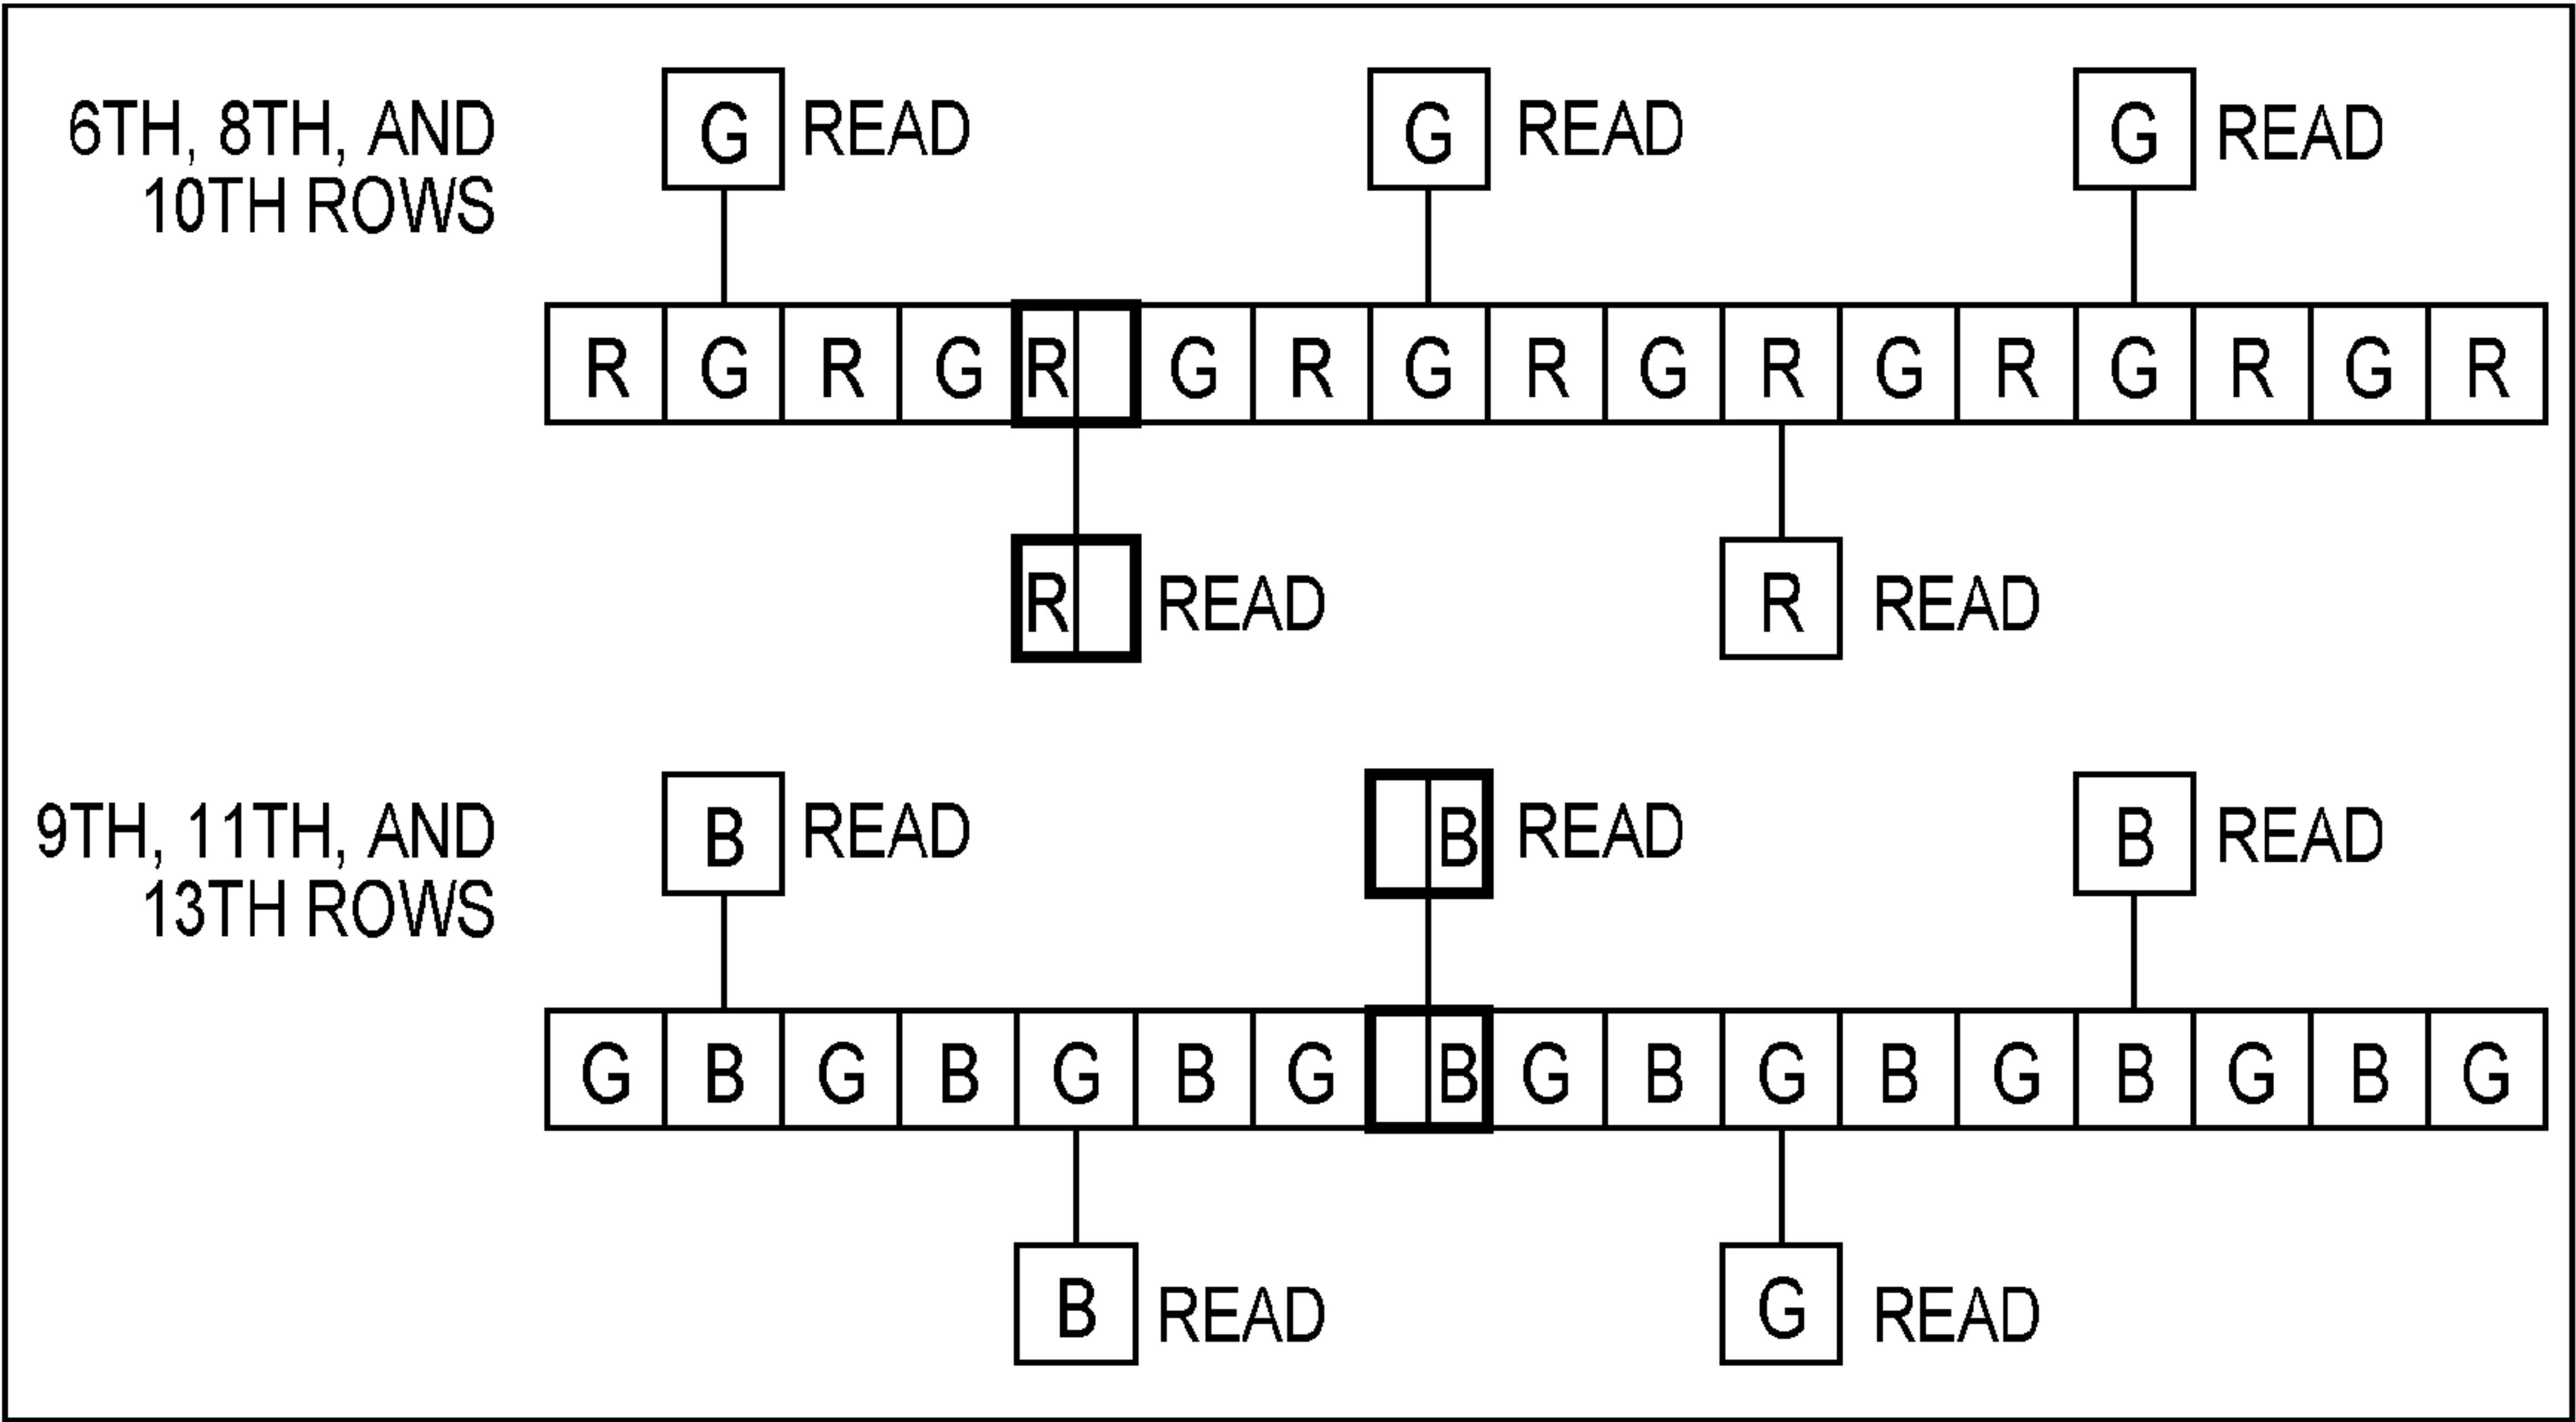 6TH, 8TH, AND
10TH ROWS
G READ G READ G READ
R G R G R G R G R G R G R G R G R
R READ R READ
9TH, 11TH, AND
13TH ROWS
B READ B READ B READ
G B G B G B G B G B G B G B G B G
B READ G READ